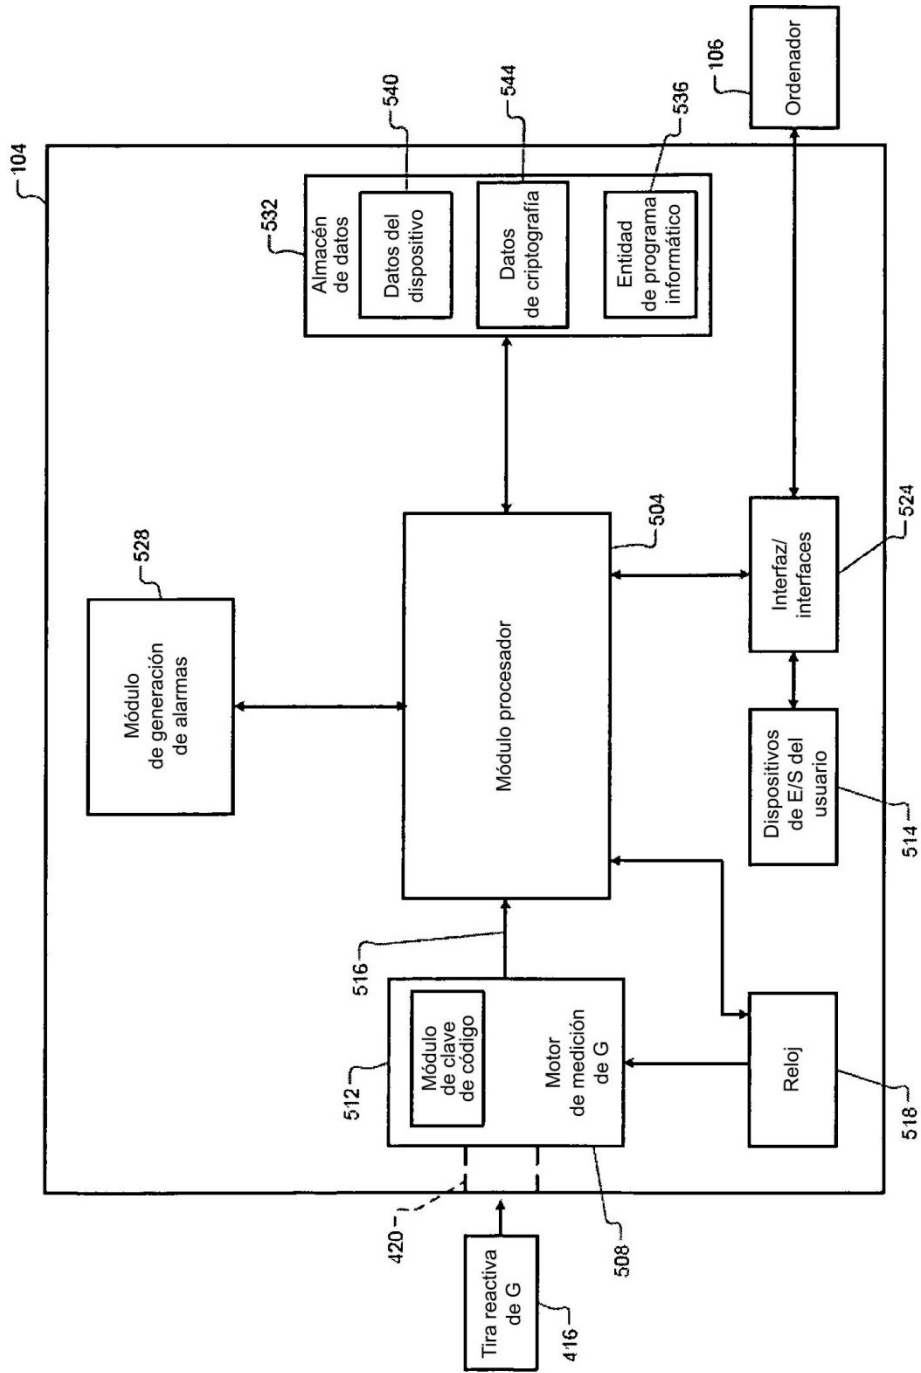 104
528
Módulo
de generación
de alarmas
532
Almacén
de datos
540
Datos del
dispositivo
544
Datos
de criptografía
536
Entidad
de programa
informático
504
Módulo procesador
516
512
Módulo
de clave
de código
Motor
de medición
de G
508
420
Tira reactiva
de G
416
Reloj
518
Dispositivos
de E/S del
usuario
514
Interfaz/
interfaces
524
106
Ordenador